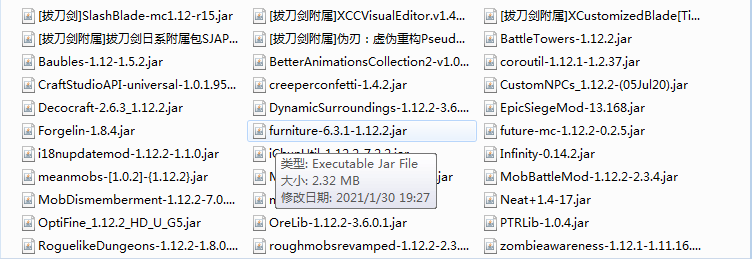 [拔刀剑]SlashBlade-mc1.12-r15.jar
[拔刀剑附属]XCCVisualEditor.v1.4...
[拔刀剑附属]XCustomizedBlade[Ti...
[拔刀剑附属]拔刀剑日系附属包SJAP...
[拔刀剑附属]伪刃：虚伪重构Pseud...
BattleTowers-1.12.2.jar
Baubles-1.12-1.5.2.jar
BetterAnimationsCollection2-v1.0...
coroutil-1.12.1-1.2.37.jar
CraftStudioAPI-universal-1.0.1.95...
creeperconfetti-1.4.2.jar
CustomNPCs_1.12.2-(05Jul20).jar
Decocraft-2.6.3_1.12.2.jar
DynamicSurroundings-1.12.2-3.6....
EpicSiegeMod-13.168.jar
Forgelin-1.8.4.jar
furniture-6.3.1-1.12.2.jar
future-mc-1.12.2-0.2.5.jar
i18nupdatemod-1.12.2-1.1.0.jar
Infinity-0.14.2.jar
类型: Executable Jar File
大小: 2.32 MB
修改日期: 2021/1/30 19:27
meanmobs-[1.0.2]-{1.12.2}.jar
MobBattleMod-1.12.2-2.3.4.jar
MobDismemberment-1.12.2-7.0....
Neat+1.4-17.jar
OptiFine_1.12.2_HD_U_G5.jar
OreLib-1.12.2-3.6.0.1.jar
PTRLib-1.0.4.jar
RoguelikeDungeons-1.12.2-1.8.0....
roughmobsrevamped-1.12.2-2.3....
zombieawareness-1.12.1-1.11.16....